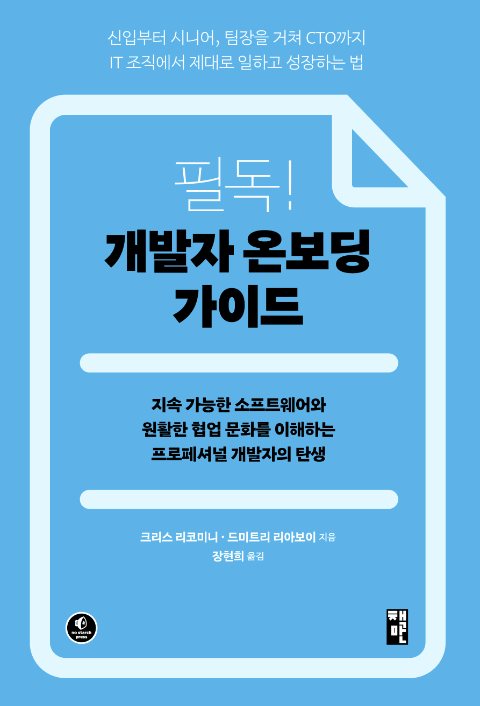 신입부터 시니어, 팀장을 거쳐 CTO까지
IT 조직에서 제대로 일하고 성장하는 법
필독!
개발자 온보딩
가이드
지속 가능한 소프트웨어와
원활한 협업 문화를 이해하는
프로페셔널 개발자의 탄생
크리스 리코미니 · 드미트리 리아보이 지음
장현희 옮김
no starch
press
책만